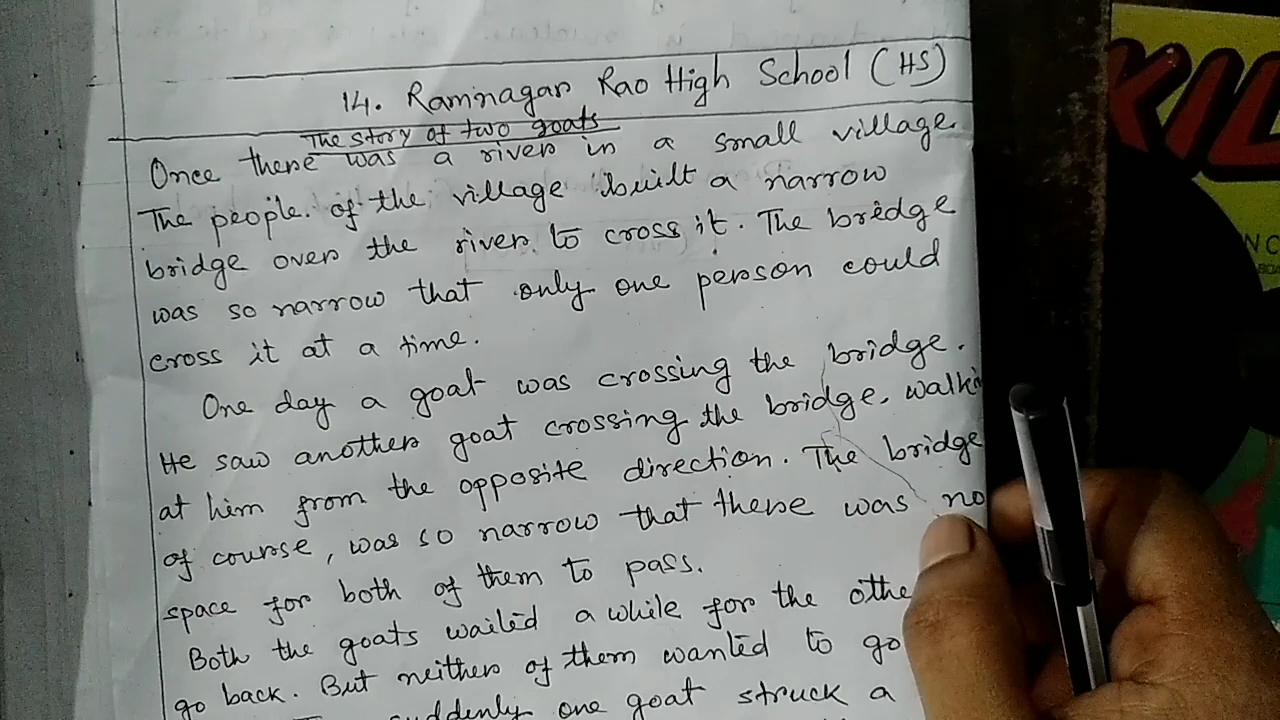 14. Ramnagar Rao High School (HS)
The story of two goats
Once there was a river in a small village.
The people. of the village built a narrow
bridge over the river to cross it. The bridge
was so narrow that only one person could
cross it at a time.
One day a goat was crossing the bridge.
He saw another goat crossing the bridge, walki
at him from the opposite direction. The bridge
of course, was so narrow that there was no
space for both of them to pass.
Both the goats waited a while for the othe
go back. But neither of them wanted to go
suddenly one goat struck a
KID